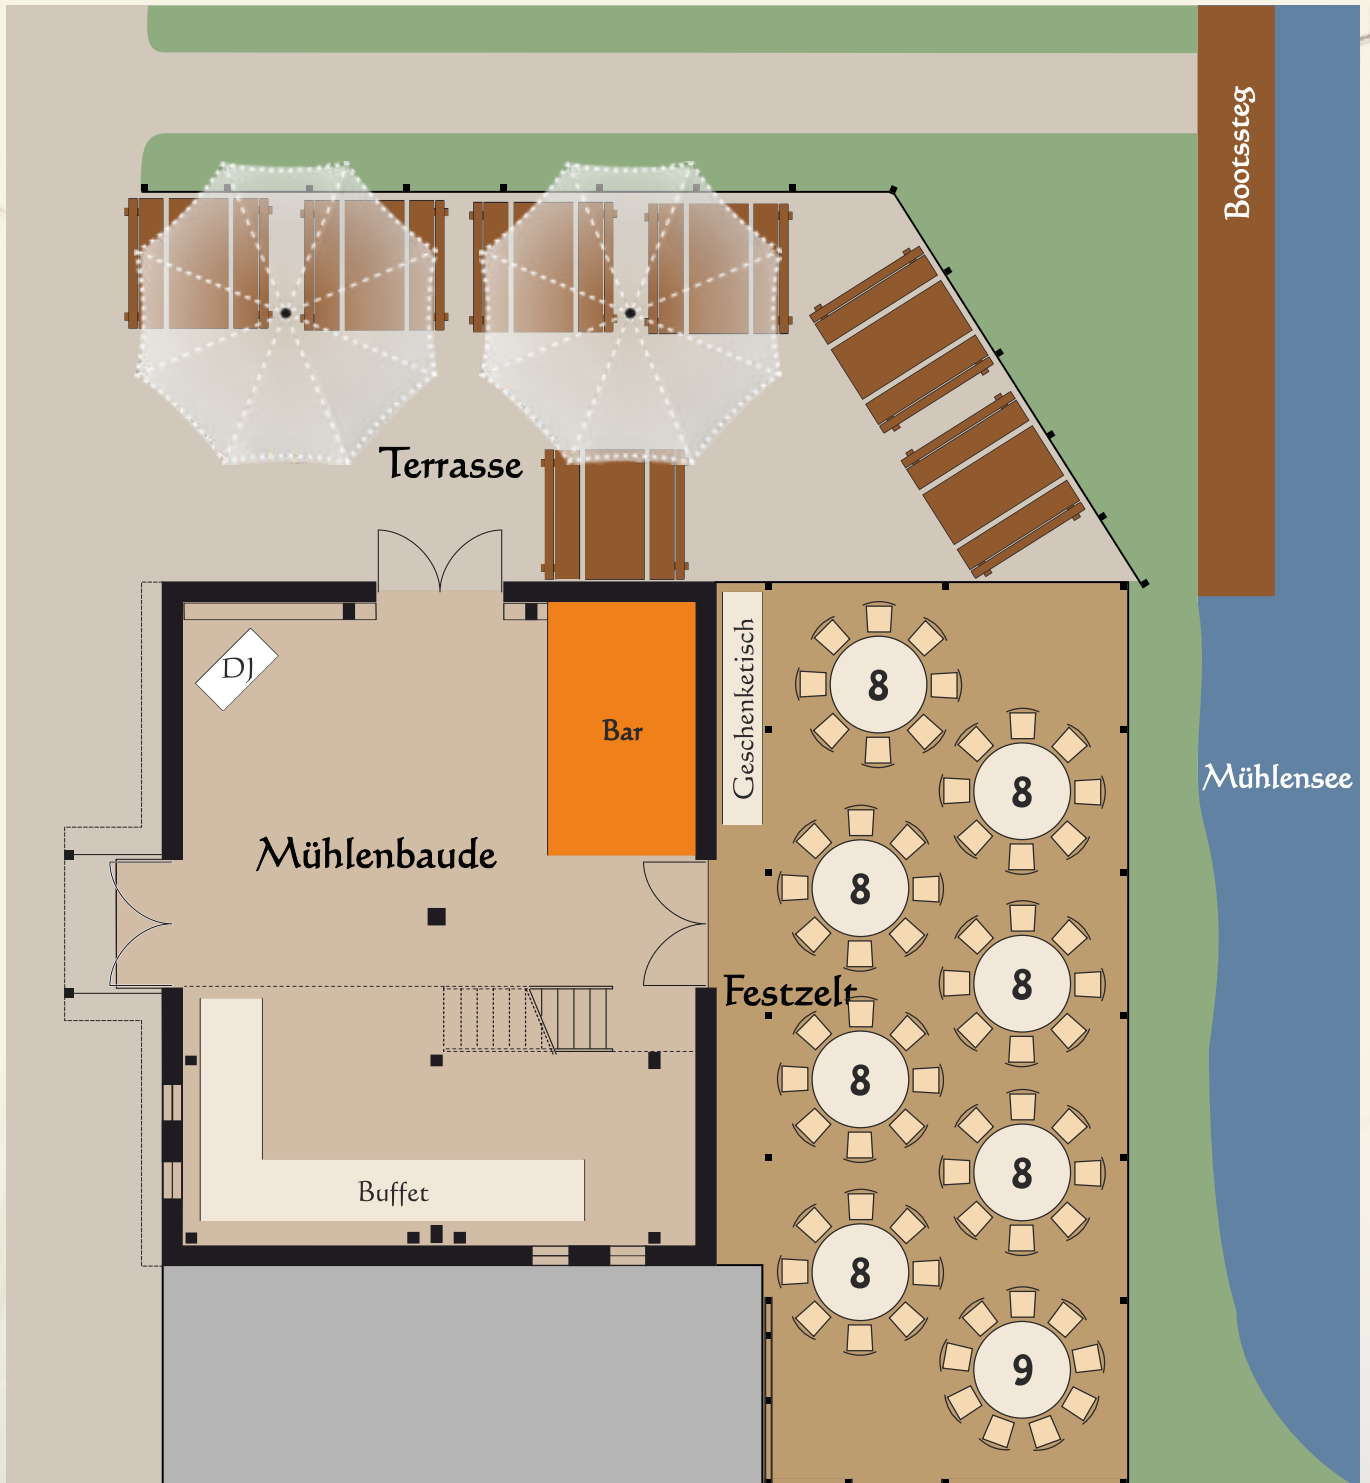 Bootssteg
Terrasse
DJ
Bar
Geschenketisch
8
8
Mühlensee
Mühlenbaude
8
8
Festzelt
8
8
Buffet
8
9